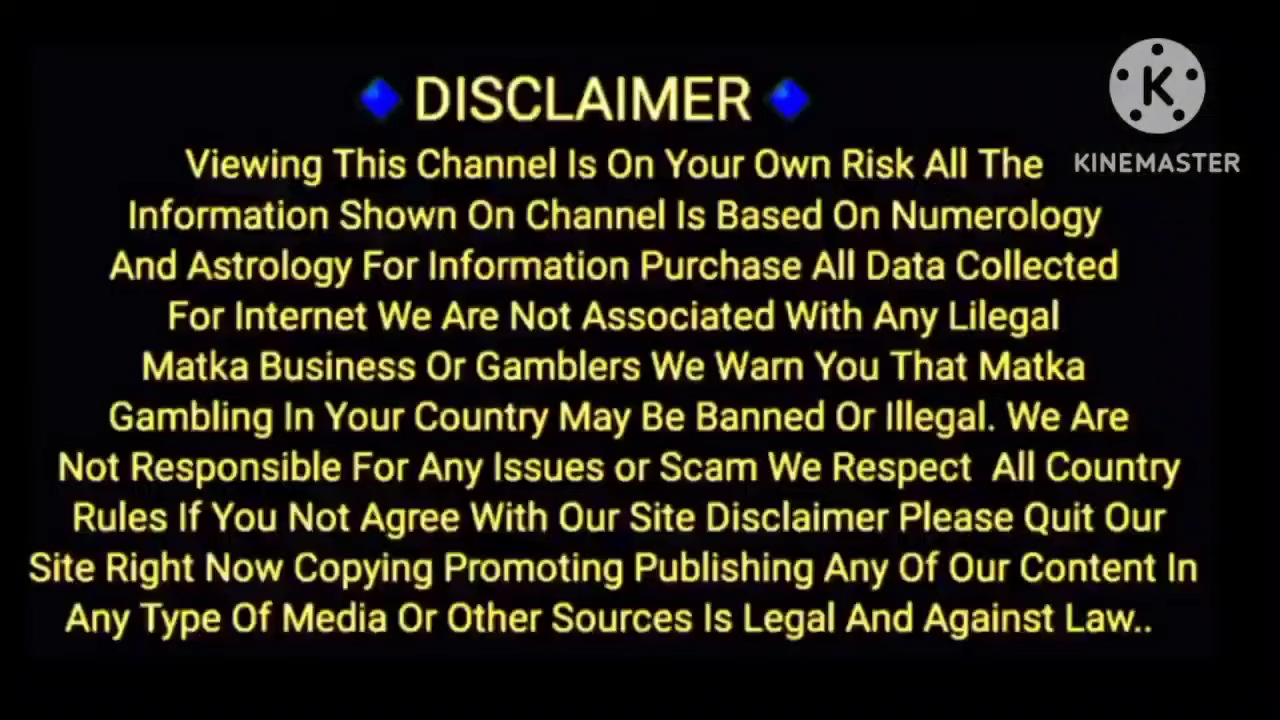 DISCLAIMER
K
KINEMASTER
Viewing This Channel Is On Your Own Risk All The
Information Shown On Channel Is Based On Numerology
And Astrology For Information Purchase All Data Collected
For Internet We Are Not Associated With Any Lilegal
Matka Business Or Gamblers We Warn You That Matka
Gambling In Your Country May Be Banned Or Illegal. We Are
Not Responsible For Any Issues or Scam We Respect  All Country
Rules If You Not Agree With Our Site Disclaimer Please Quit Our
Site Right Now Copying Promoting Publishing Any Of Our Content In
Any Type Of Media Or Other Sources Is Legal And Against Law..